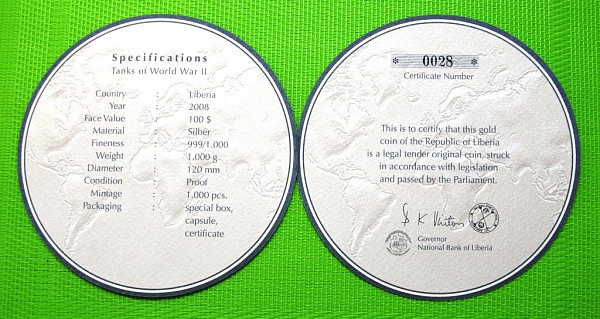 Specifications
Tanks of World War II
Country : Liberia
Year : 2008
Face Value : 100 $
Material : Silber
Fineness : 999/1.000
Weight : 1.000 g
Diameter : 120 mm
Condition : Proof
Mintage : 1.000 pcs.
Packaging : special box,
capsule,
certificate
* 0028 *
Certificate Number
This is to certify that this gold
coin of the Republic of Liberia
is a legal tender original coin, struck
in accordance with legislation
and passed by the Parliament.
Governor
National Bank of Liberia